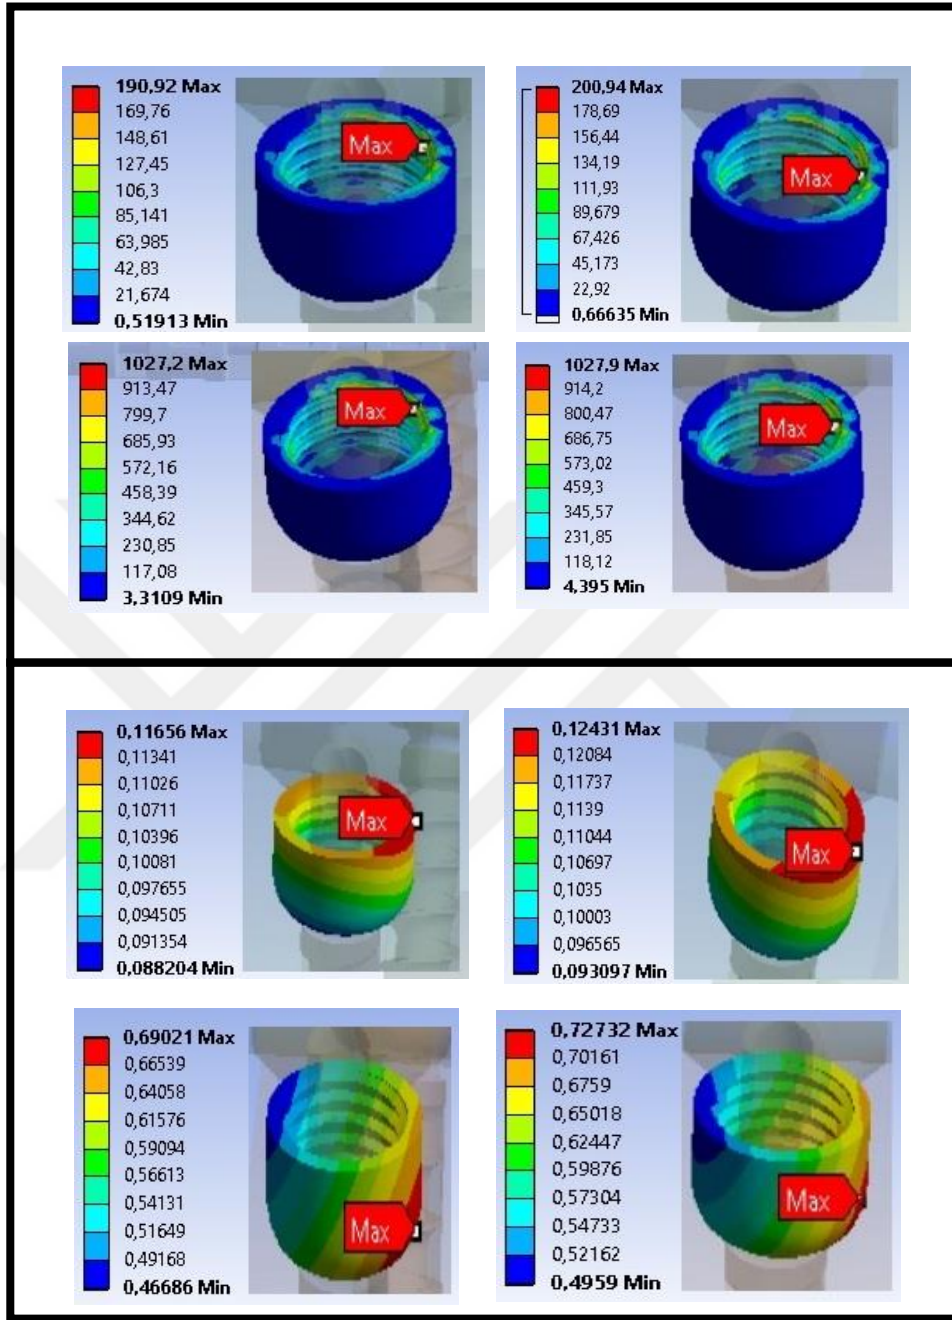 190,92 Max
169,76
148,61
127,45
106,3
85,141
63,985
42,83
21,674
0,51913 Min
Max
200,94 Max
178,69
156,44
134,19
111,93
89,679
67,426
45,173
22,92
0,66635 Min
Max
1027,2 Max
913,47
799,7
685,93
572,16
458,39
344,62
230,85
117,08
3,3109 Min
Max
1027,9 Max
914,2
800,47
686,75
573,02
459,3
345,57
231,85
118,12
4,395 Min
Max
0,11656 Max
0,11341
0,11026
0,10711
0,10396
0,10081
0,097655
0,094505
0,091354
0,088204 Min
Max
0,12431 Max
0,12084
0,11737
0,1139
0,11044
0,10697
0,1035
0,10003
0,096565
0,093097 Min
Max
0,69021 Max
0,66539
0,64058
0,61576
0,59094
0,56613
0,54131
0,51649
0,49168
0,46686 Min
Max
0,72732 Max
0,70161
0,6759
0,65018
0,62447
0,59876
0,57304
0,54733
0,52162
0,4959 Min
Max